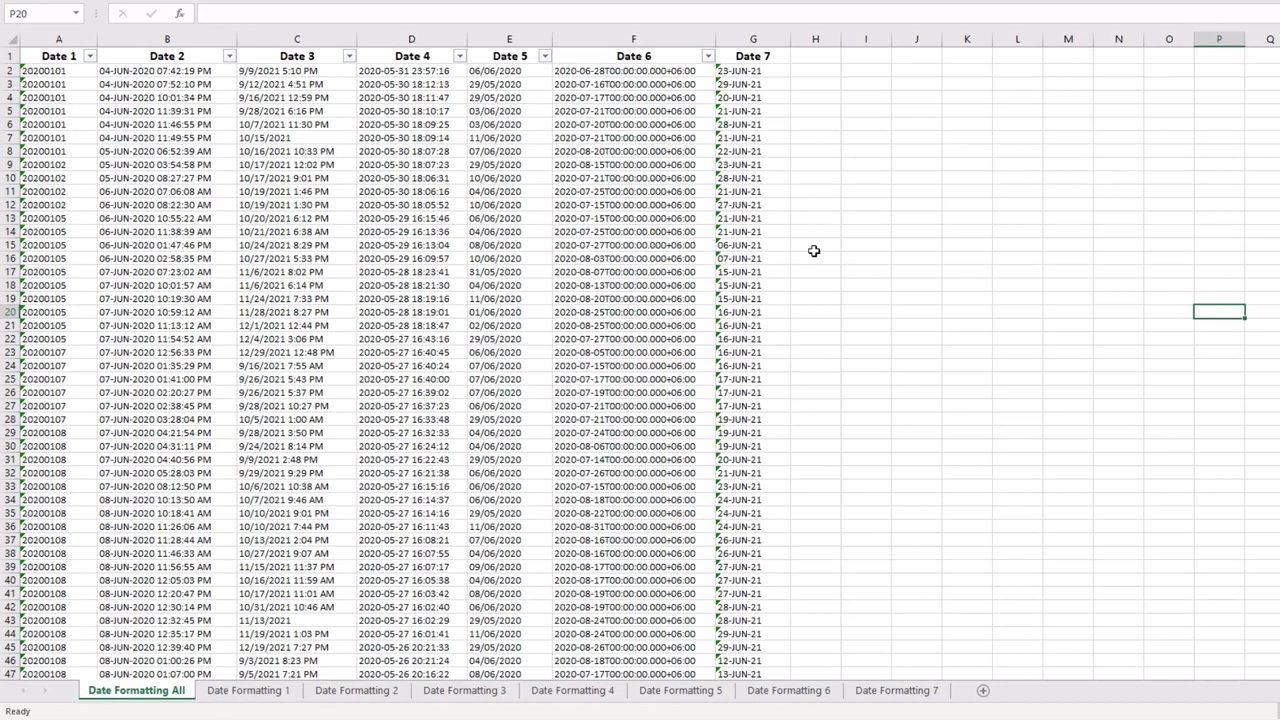 P20
A B C D E F G H I J K L M N O P Q
1 Date 1 Date 2 Date 3 Date 4 Date 5 Date 6 Date 7
2 20200101 04-JUN-2020 07:42:19 PM 9/9/2021 5:10 PM 2020-05-31 23:57:16 06/06/2020 2020-06-28T00:00:00.000+06:00 23-JUN-21
3 20200101 04-JUN-2020 07:52:10 PM 9/12/2021 4:51 PM 2020-05-30 18:12:13 29/05/2020 2020-07-16T00:00:00.000+06:00 29-JUN-21
4 20200101 04-JUN-2020 10:01:34 PM 9/16/2021 12:59 PM 2020-05-30 18:11:47 03/06/2020 2020-07-17T00:00:00.000+06:00 20-JUN-21
5 20200101 04-JUN-2020 11:39:31 PM 9/28/2021 6:16 PM 2020-05-30 18:10:17 03/06/2020 2020-07-21T00:00:00.000+06:00 21-JUN-21
6 20200101 04-JUN-2020 11:46:55 PM 10/7/2021 11:30 PM 2020-05-30 18:09:25 03/06/2020 2020-07-27T00:00:00.000+06:00 28-JUN-21
7 20200101 04-JUN-2020 11:49:55 PM 10/15/2021 2020-05-30 18:09:14 11/06/2020 2020-07-21T00:00:00.000+06:00 21-JUN-21
8 20200101 05-JUN-2020 06:52:39 AM 10/16/2021 10:33 PM 2020-05-30 18:07:28 07/06/2020 2020-08-20T00:00:00.000+06:00 22-JUN-21
9 20200102 05-JUN-2020 03:54:58 PM 10/17/2021 12:02 PM 2020-05-30 18:07:23 29/05/2020 2020-08-15T00:00:00.000+06:00 23-JUN-21
10 20200102 05-JUN-2020 08:27:27 PM 10/17/2021 9:01 PM 2020-05-30 18:06:31 10/06/2020 2020-07-21T00:00:00.000+06:00 28-JUN-21
11 20200102 06-JUN-2020 07:06:08 AM 10/19/2021 1:46 PM 2020-05-30 18:06:16 04/06/2020 2020-07-25T00:00:00.000+06:00 21-JUN-21
12 20200102 06-JUN-2020 08:22:30 AM 10/19/2021 1:30 PM 2020-05-30 18:05:52 10/06/2020 2020-07-15T00:00:00.000+06:00 27-JUN-21
13 20200105 06-JUN-2020 10:55:22 AM 10/20/2021 6:12 PM 2020-05-29 16:15:46 06/06/2020 2020-07-15T00:00:00.000+06:00 21-JUN-21
14 20200105 06-JUN-2020 11:38:39 AM 10/21/2021 6:38 AM 2020-05-29 16:13:36 04/06/2020 2020-07-25T00:00:00.000+06:00 21-JUN-21
15 20200105 06-JUN-2020 01:47:46 PM 10/24/2021 8:29 PM 2020-05-29 16:13:04 08/06/2020 2020-07-27T00:00:00.000+06:00 06-JUN-21
16 20200105 06-JUN-2020 02:58:35 PM 10/27/2021 5:33 PM 2020-05-29 16:09:57 10/06/2020 2020-08-03T00:00:00.000+06:00 07-JUN-21
17 20200105 07-JUN-2020 07:23:02 AM 11/6/2021 8:02 PM 2020-05-28 18:23:41 31/05/2020 2020-08-07T00:00:00.000+06:00 15-JUN-21
18 20200105 07-JUN-2020 10:01:57 AM 11/6/2021 6:14 PM 2020-05-28 18:21:30 04/06/2020 2020-08-13T00:00:00.000+06:00 15-JUN-21
19 20200105 07-JUN-2020 10:19:30 AM 11/24/2021 7:33 PM 2020-05-28 18:19:16 11/06/2020 2020-08-20T00:00:00.000+06:00 15-JUN-21
20 20200105 07-JUN-2020 10:59:12 AM 11/28/2021 8:27 PM 2020-05-28 18:19:09 01/06/2020 2020-08-25T00:00:00.000+06:00 16-JUN-21
21 20200105 07-JUN-2020 11:13:12 AM 12/1/2021 12:44 PM 2020-05-28 18:18:47 02/06/2020 2020-08-25T00:00:00.000+06:00 16-JUN-21
22 20200105 07-JUN-2020 11:54:52 AM 12/4/2021 3:06 PM 2020-05-27 16:43:16 29/05/2020 2020-07-27T00:00:00.000+06:00 16-JUN-21
23 20200107 07-JUN-2020 12:56:33 PM 12/29/2021 12:48 PM 2020-05-27 16:40:45 06/06/2020 2020-08-05T00:00:00.000+06:00 16-JUN-21
24 20200107 07-JUN-2020 01:35:29 PM 9/16/2021 7:55 AM 2020-05-27 16:40:24 07/06/2020 2020-07-15T00:00:00.000+06:00 16-JUN-21
25 20200107 07-JUN-2020 01:41:00 PM 9/26/2021 5:43 PM 2020-05-27 16:40:00 07/06/2020 2020-07-17T00:00:00.000+06:00 17-JUN-21
26 20200107 07-JUN-2020 02:20:27 PM 9/26/2021 5:37 PM 2020-05-27 16:39:02 07/06/2020 2020-07-19T00:00:00.000+06:00 17-JUN-21
27 20200107 07-JUN-2020 02:38:45 PM 9/28/2021 10:27 PM 2020-05-27 16:37:23 06/06/2020 2020-07-21T00:00:00.000+06:00 17-JUN-21
28 20200107 07-JUN-2020 03:28:04 PM 10/5/2021 1:00 AM 2020-05-27 16:33:48 07/06/2020 2020-07-21T00:00:00.000+06:00 19-JUN-21
29 20200108 07-JUN-2020 04:21:54 PM 9/28/2021 3:50 PM 2020-05-27 16:32:33 04/06/2020 2020-07-24T00:00:00.000+06:00 19-JUN-21
30 20200108 07-JUN-2020 04:31:11 PM 9/24/2021 8:14 PM 2020-05-27 16:24:12 04/06/2020 2020-08-06T00:00:00.000+06:00 19-JUN-21
31 20200108 07-JUN-2020 04:40:56 PM 9/9/2021 2:48 PM 2020-05-27 16:22:43 29/05/2020 2020-07-14T00:00:00.000+06:00 20-JUN-21
32 20200108 07-JUN-2020 05:28:03 PM 9/29/2021 9:29 PM 2020-05-27 16:21:38 07/06/2020 2020-07-26T00:00:00.000+06:00 21-JUN-21
33 20200108 07-JUN-2020 08:12:50 PM 10/6/2021 10:38 AM 2020-05-27 16:15:16 06/06/2020 2020-07-15T00:00:00.000+06:00 23-JUN-21
34 20200108 08-JUN-2020 10:13:50 AM 10/7/2021 9:46 AM 2020-05-27 16:14:37 06/06/2020 2020-08-18T00:00:00.000+06:00 24-JUN-21
35 20200108 08-JUN-2020 10:18:41 AM 10/10/2021 9:01 PM 2020-05-27 16:14:16 29/05/2020 2020-08-22T00:00:00.000+06:00 24-JUN-21
36 20200108 08-JUN-2020 11:26:06 AM 10/10/2021 7:44 PM 2020-05-27 16:11:43 11/06/2020 2020-08-31T00:00:00.000+06:00 24-JUN-21
37 20200108 08-JUN-2020 11:28:44 AM 10/13/2021 2:04 PM 2020-05-27 16:08:21 07/06/2020 2020-08-16T00:00:00.000+06:00 26-JUN-21
38 20200108 08-JUN-2020 11:46:33 AM 10/27/2021 9:07 AM 2020-05-27 16:07:55 04/06/2020 2020-08-16T00:00:00.000+06:00 26-JUN-21
39 20200108 08-JUN-2020 11:56:55 AM 11/15/2021 11:37 PM 2020-05-27 16:07:17 09/06/2020 2020-08-17T00:00:00.000+06:00 27-JUN-21
40 20200108 08-JUN-2020 12:05:03 PM 10/16/2021 11:59 AM 2020-05-27 16:05:38 04/06/2020 2020-08-17T00:00:00.000+06:00 27-JUN-21
41 20200108 08-JUN-2020 12:20:47 PM 10/17/2021 11:01 AM 2020-05-27 16:03:42 08/06/2020 2020-08-19T00:00:00.000+06:00 27-JUN-21
42 20200108 08-JUN-2020 12:30:14 PM 10/31/2021 10:46 AM 2020-05-27 16:02:40 06/06/2020 2020-08-19T00:00:00.000+06:00 28-JUN-21
43 20200108 08-JUN-2020 12:32:45 PM 11/13/2021 2020-05-27 16:02:29 08/06/2020 2020-08-24T00:00:00.000+06:00 28-JUN-21
44 20200108 08-JUN-2020 12:35:17 PM 11/19/2021 1:03 PM 2020-05-27 16:01:41 11/06/2020 2020-08-24T00:00:00.000+06:00 29-JUN-21
45 20200108 08-JUN-2020 12:39:40 PM 12/19/2021 7:27 PM 2020-05-26 20:21:33 29/05/2020 2020-08-26T00:00:00.000+06:00 29-JUN-21
46 20200108 08-JUN-2020 01:00:26 PM 9/3/2021 8:23 PM 2020-05-26 20:21:24 04/06/2020 2020-08-18T00:00:00.000+06:00 12-JUN-21
47 20200108 08-JUN-2020 01:07:00 PM 9/5/2021 7:21 PM 2020-05-26 20:16:22 04/06/2020 2020-07-17T00:00:00.000+06:00 13-JUN-21
Date Formatting All Date Formatting 1 Date Formatting 2 Date Formatting 3 Date Formatting 4 Date Formatting 5 Date Formatting 6 Date Formatting 7
Ready